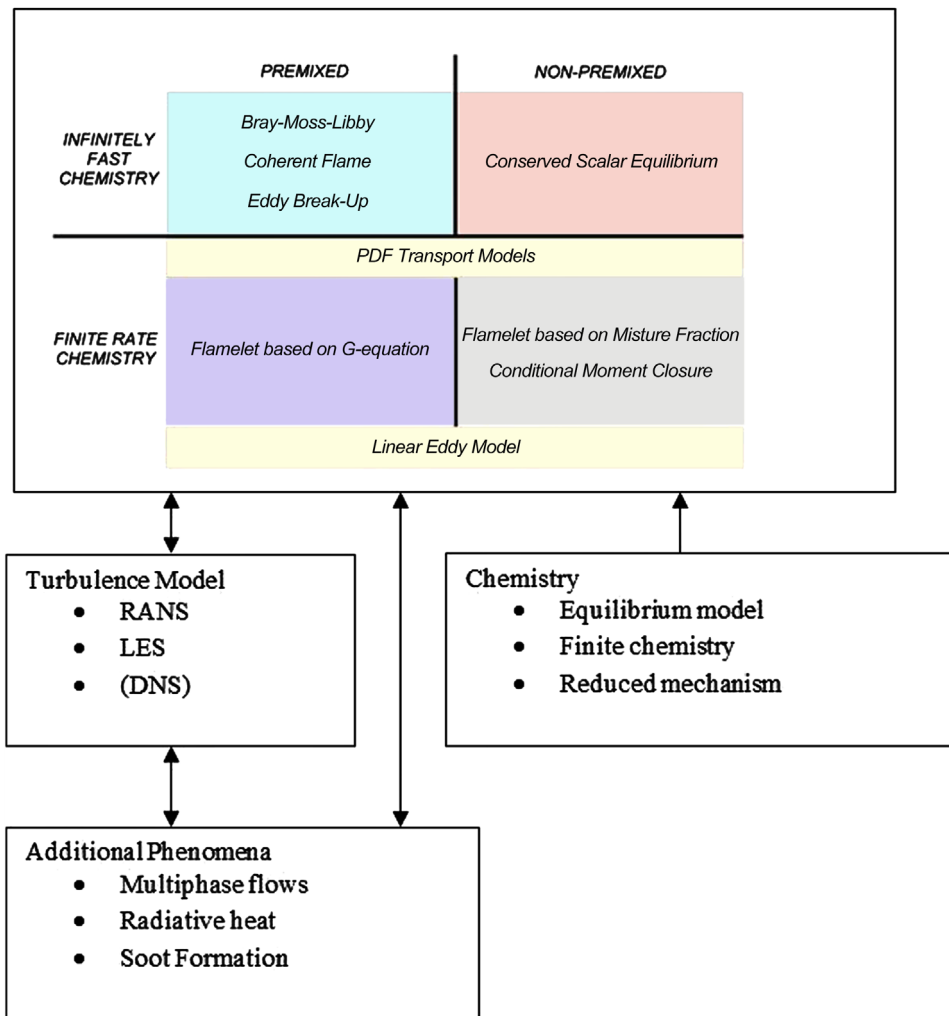 PREMIXED
NON-PREMIXED
INFINITELY
FAST
CHEMISTRY
Bray-Moss-Libby
Coherent Flame
Eddy Break-Up
Conserved Scalar Equilibrium
PDF Transport Models
FINITE RATE
CHEMISTRY
Flamelet based on G-equation
Flamelet based on Misture Fraction
Conditional Moment Closure
Linear Eddy Model
Turbulence Model
• RANS
• LES
• (DNS)
Chemistry
• Equilibrium model
• Finite chemistry
• Reduced mechanism
Additional Phenomena
• Multiphase flows
• Radiative heat
• Soot Formation